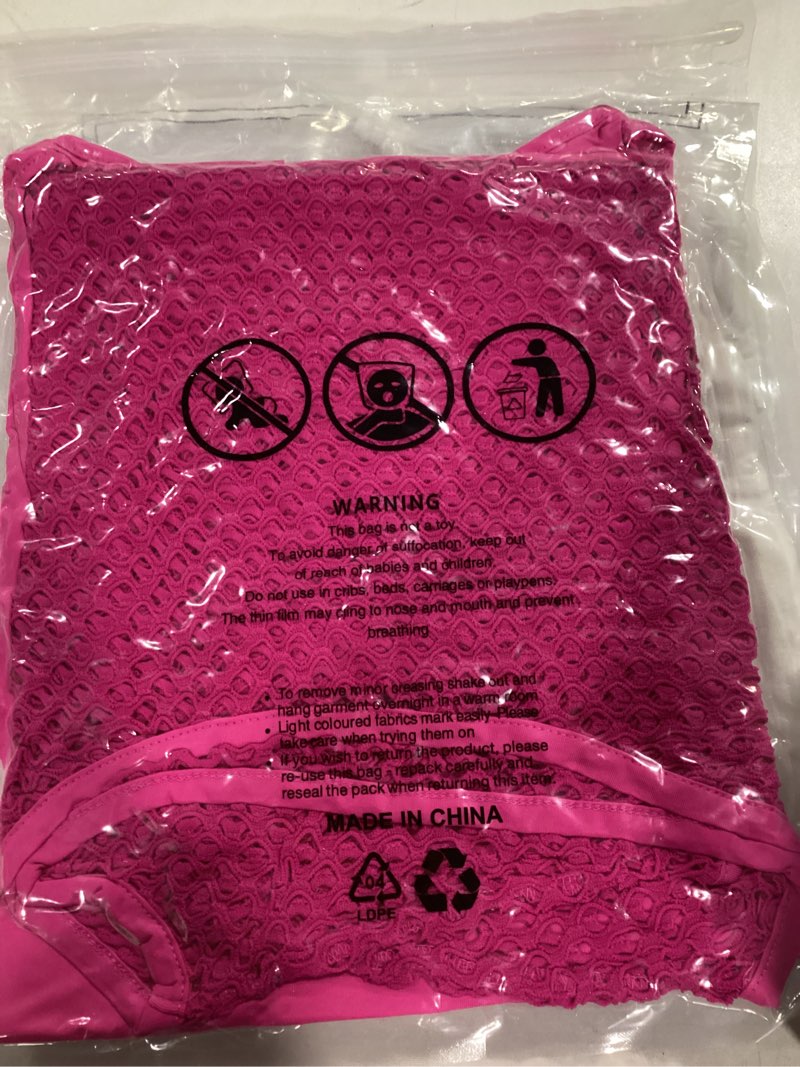 WARNING
This bag is not a toy.
To avoid danger of suffocation, keep out
of reach of babies and children.
Do not use in cribs, beds, carriages or playpens.
The thin film may cling to nose and mouth and prevent
breathing.
• To remove minor creasing shake out and
hang garment overnight in a warm room
• Light coloured fabrics mark easily. Please
take care when trying them on
• If you wish to return the product, please
re-use this bag - repack carefully and
reseal the pack when returning this item.
MADE IN CHINA
04
LDPE